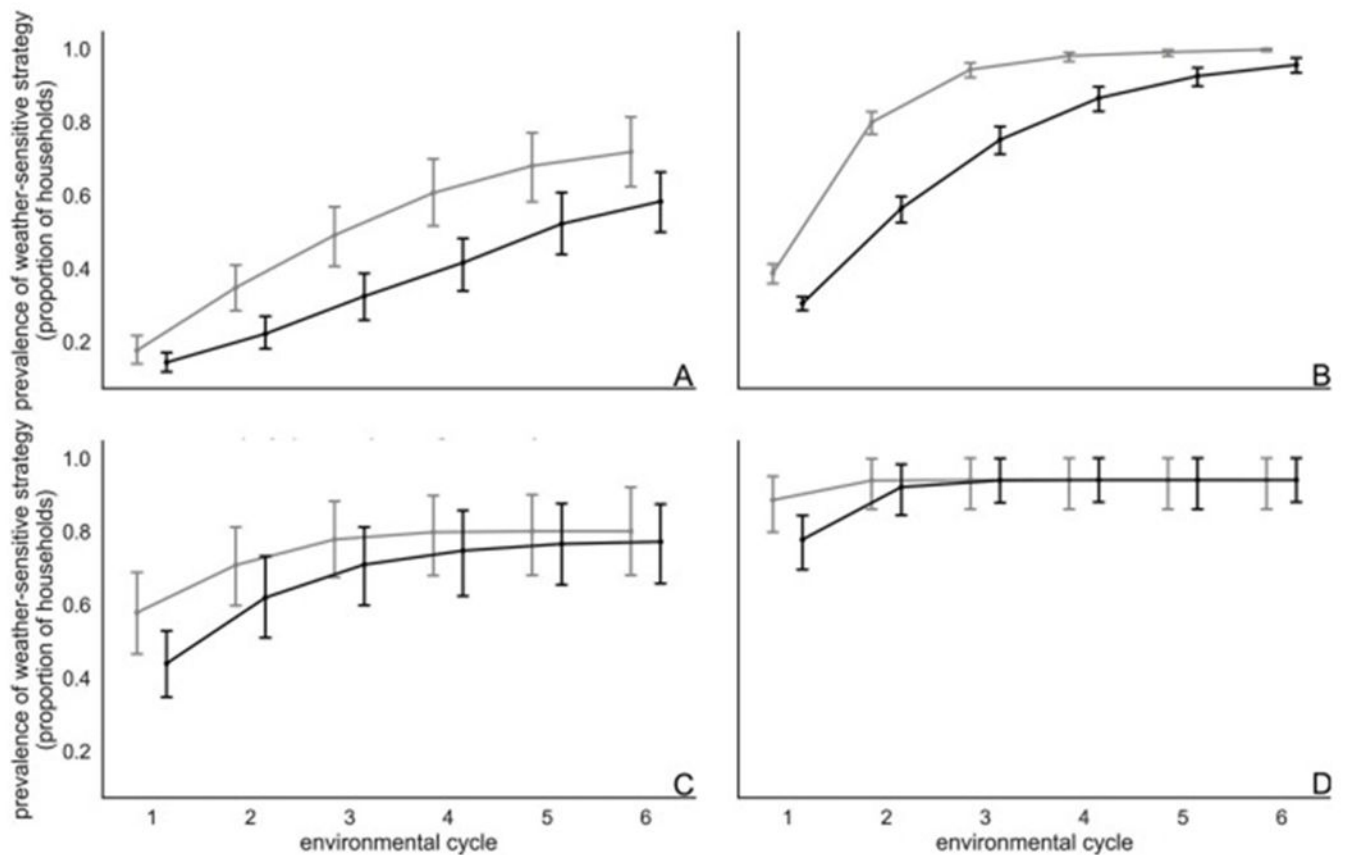 prevalence of weather-sensitive strategy
(proportion of households)
1.0
0.8
0.6
0.4
0.2
A
B
prevalence of weather-sensitive strategy
(proportion of households)
1.0
0.8
0.6
0.4
0.2
C
D
1 2 3 4 5 6
environmental cycle
1 2 3 4 5 6
environmental cycle